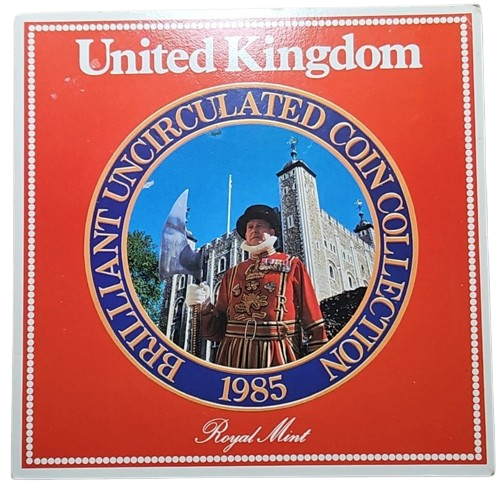 United Kingdom
BRILLIANT UNCIRCULATED COIN COLLECTION
1985
Royal Mint